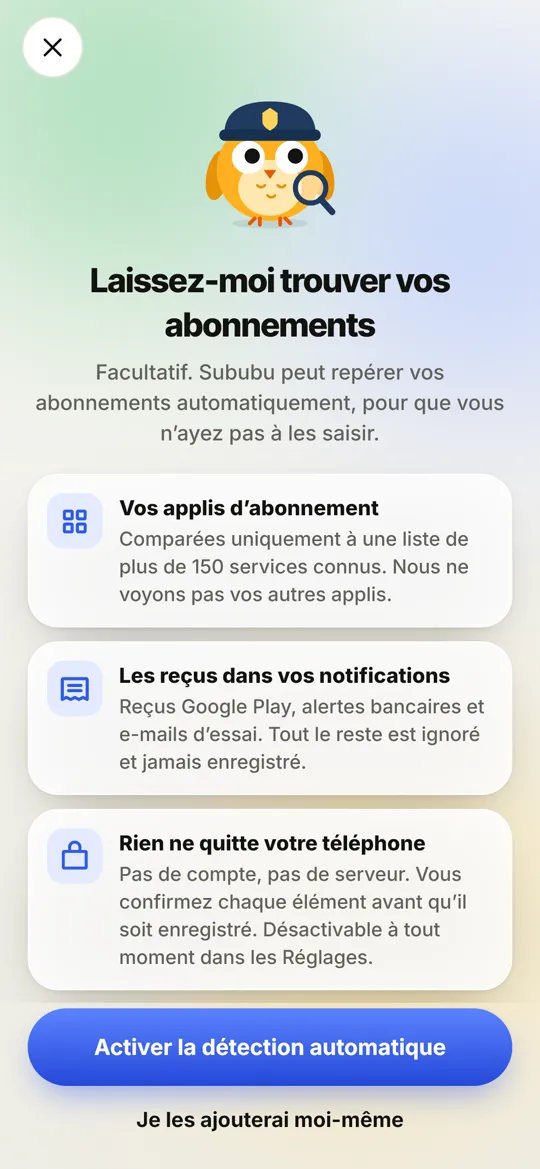 Laissez-moi trouver vos
abonnements
Facultatif. Sububu peut repérer vos
abonnements automatiquement, pour que vous
n’ayez pas à les saisir.
Vos applis d’abonnement
Comparées uniquement à une liste de
plus de 150 services connus. Nous ne
voyons pas vos autres applis.
Les reçus dans vos notifications
Reçus Google Play, alertes bancaires et
e-mails d’essai. Tout le reste est ignoré
et jamais enregistré.
Rien ne quitte votre téléphone
Pas de compte, pas de serveur. Vous
confirmez chaque élément avant qu’il
soit enregistré. Désactivable à tout
moment dans les Réglages.
Activer la détection automatique
Je les ajouterai moi-même